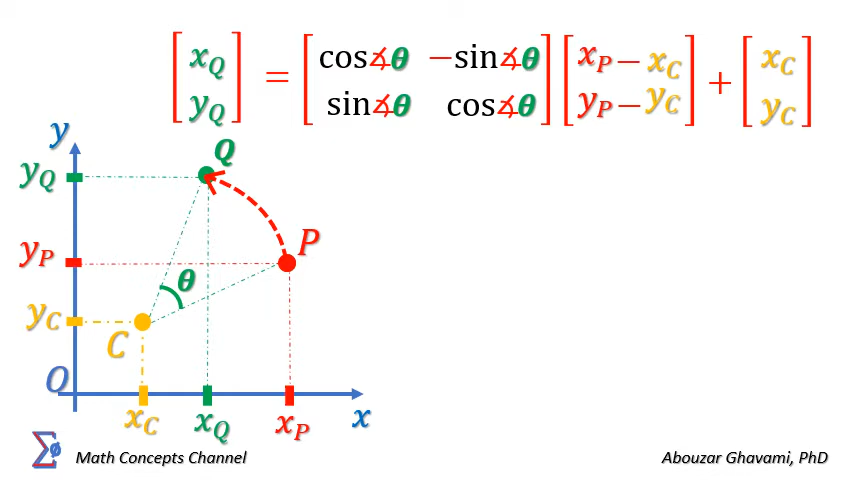 [x_Q y_Q] = [cos∡θ −sin∡θ sin∡θ cos∡θ] [x_P − x_C y_P − y_C] + [x_C y_C]
y
Q
y_Q
P
y_P
θ
y_C
C
O
x_C x_Q x_P x
∑ϕ Math Concepts Channel
Abouzar Ghavami, PhD